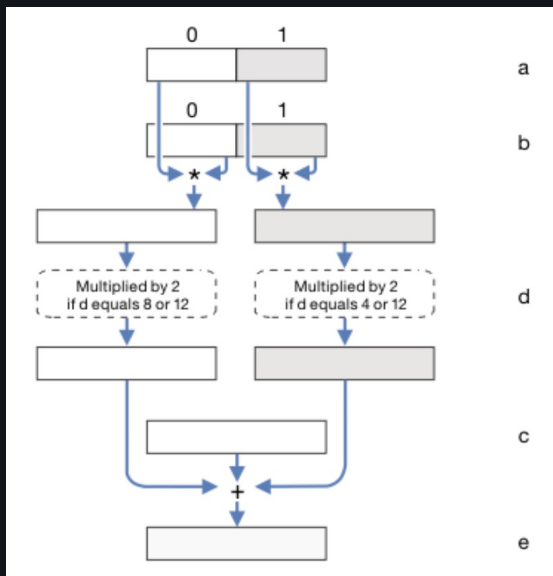 0 1
a
0 1
b
* *
Multiplied by 2
if d equals 8 or 12
Multiplied by 2
if d equals 4 or 12
d
c
+
e